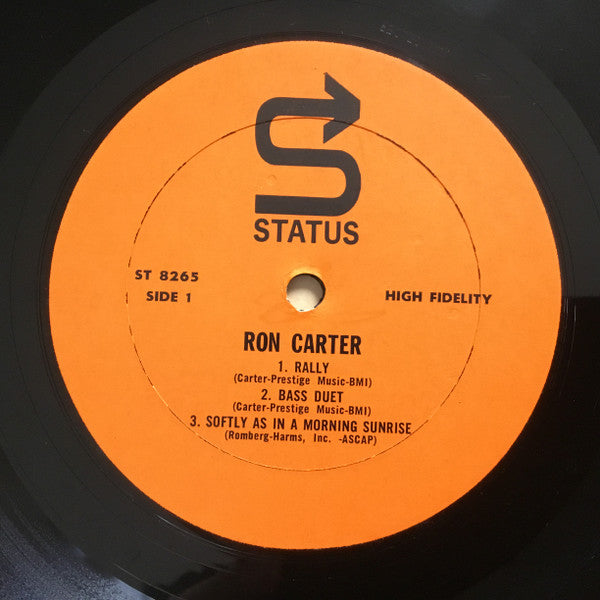 STATUS
ST 8265
SIDE 1
HIGH FIDELITY
RON CARTER
1. RALLY
(Carter-Prestige Music-BMI)
2. BASS DUET
(Carter-Prestige Music-BMI)
3. SOFTLY AS IN A MORNING SUNRISE
(Romberg-Harms, Inc. -ASCAP)